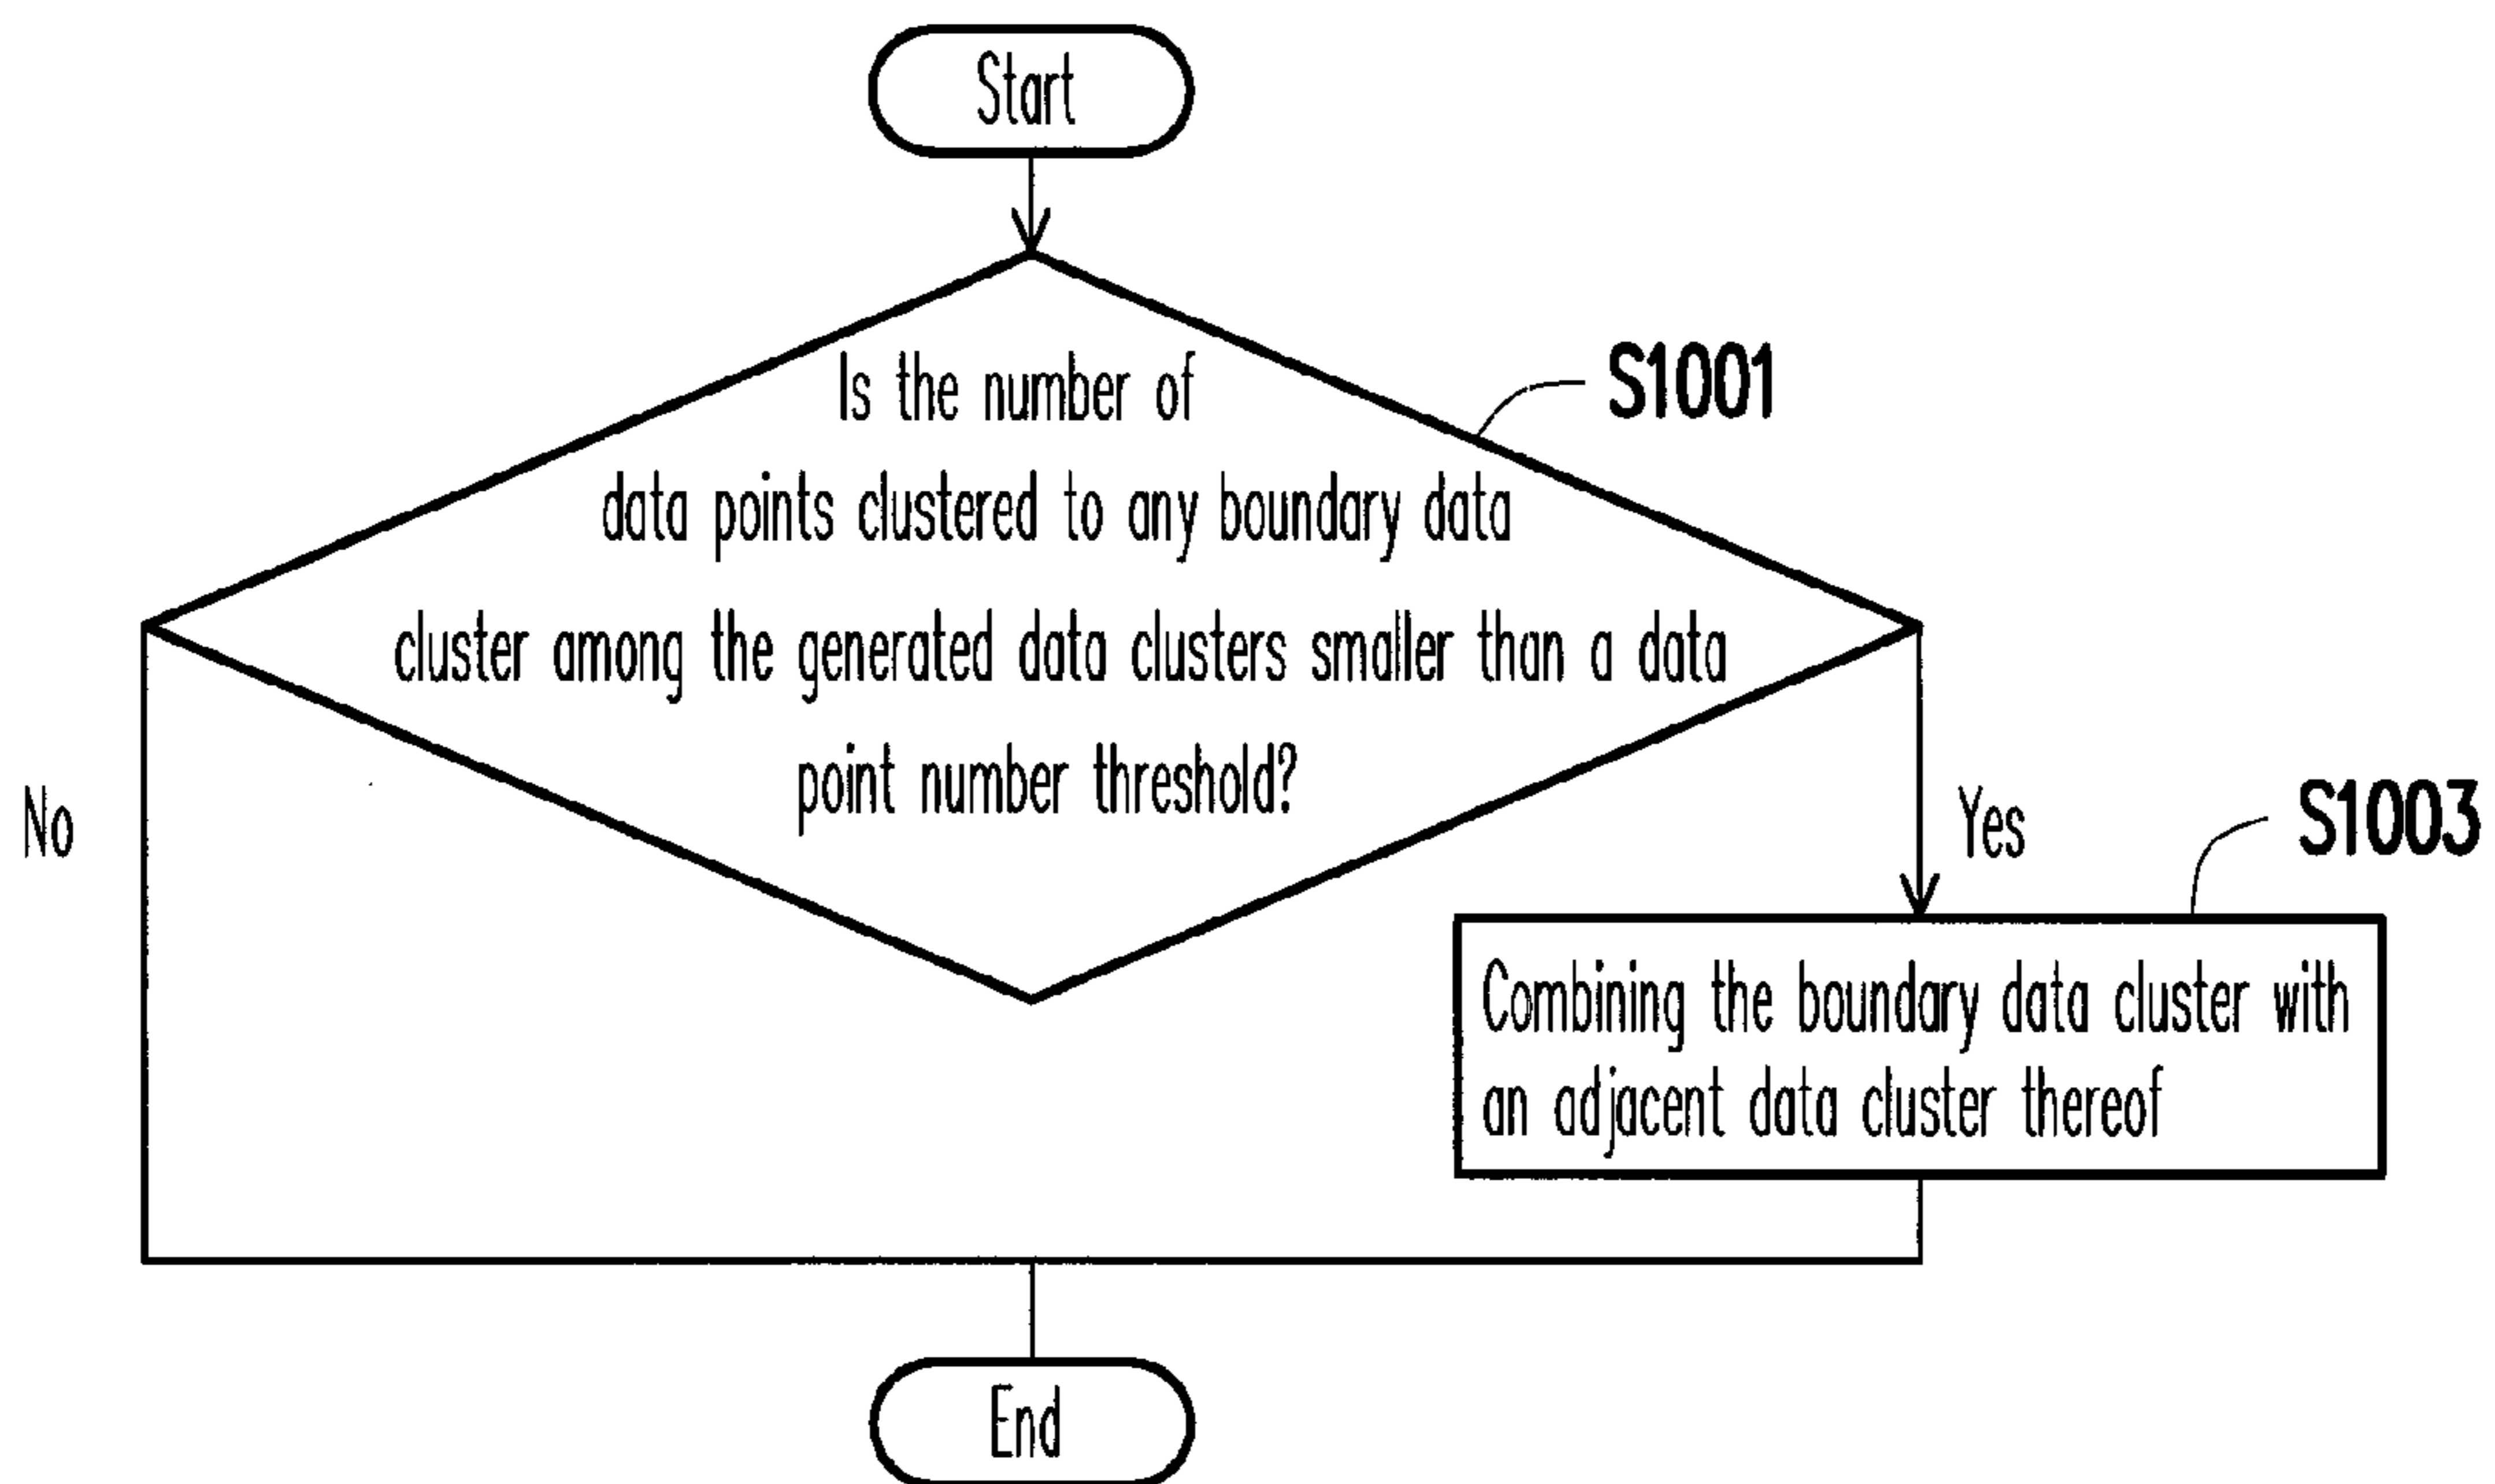 Start
Is the number of
data points clustered to any boundary data
cluster among the generated data clusters smaller than a data
point number threshold?
S1001
No
Yes
S1003
Combining the boundary data cluster with
an adjacent data cluster thereof
End